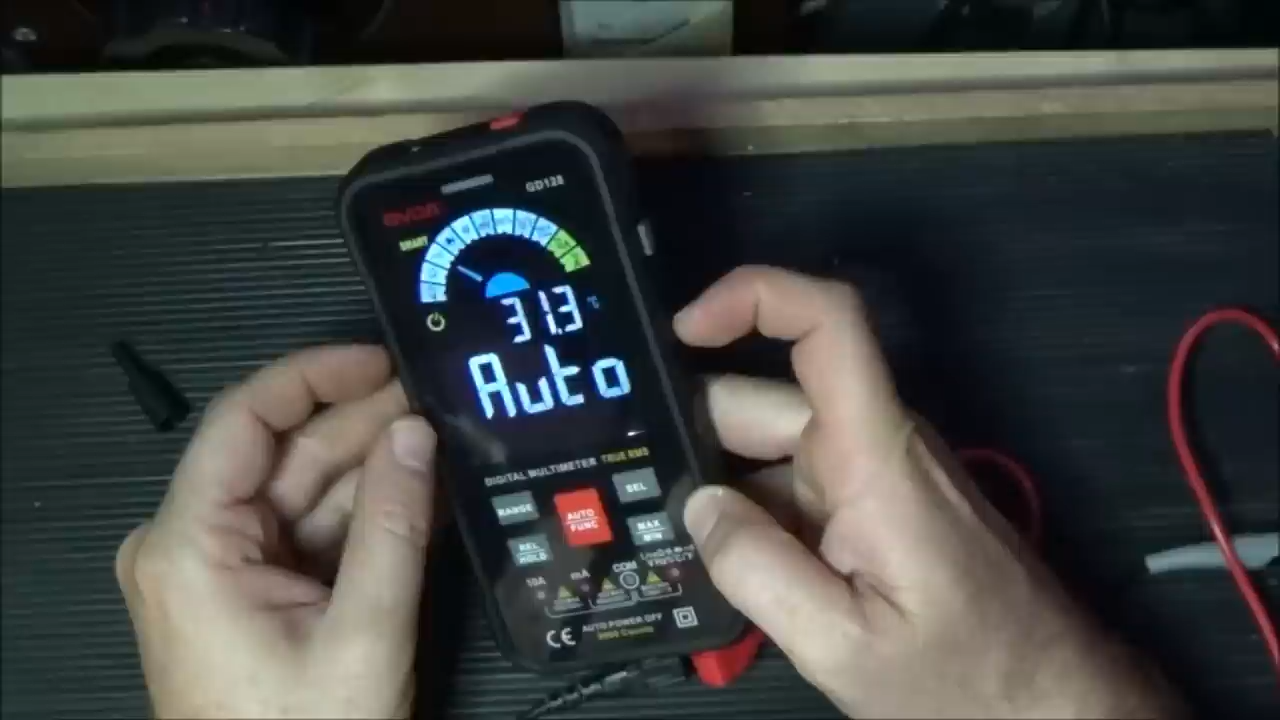 GD128
SMART
31.3 °C
Auto
DIGITAL MULTIMETER TRUE RMS
RANGE
AUTO
FUNC
SEL
REL
HOLD
MAX
MIN
10A
mA
COM
CE
AUTO POWER OFF